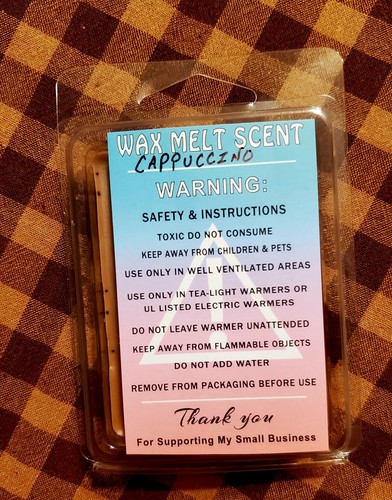 WAX MELT SCENT
CAPPUCCINO
WARNING:
SAFETY & INSTRUCTIONS
TOXIC DO NOT CONSUME
KEEP AWAY FROM CHILDREN & PETS
USE ONLY IN WELL VENTILATED AREAS
USE ONLY IN TEA-LIGHT WARMERS OR
UL LISTED ELECTRIC WARMERS
DO NOT LEAVE WARMER UNATTENDED
KEEP AWAY FROM FLAMMABLE OBJECTS
DO NOT ADD WATER
REMOVE FROM PACKAGING BEFORE USE
Thank you
For Supporting My Small Business